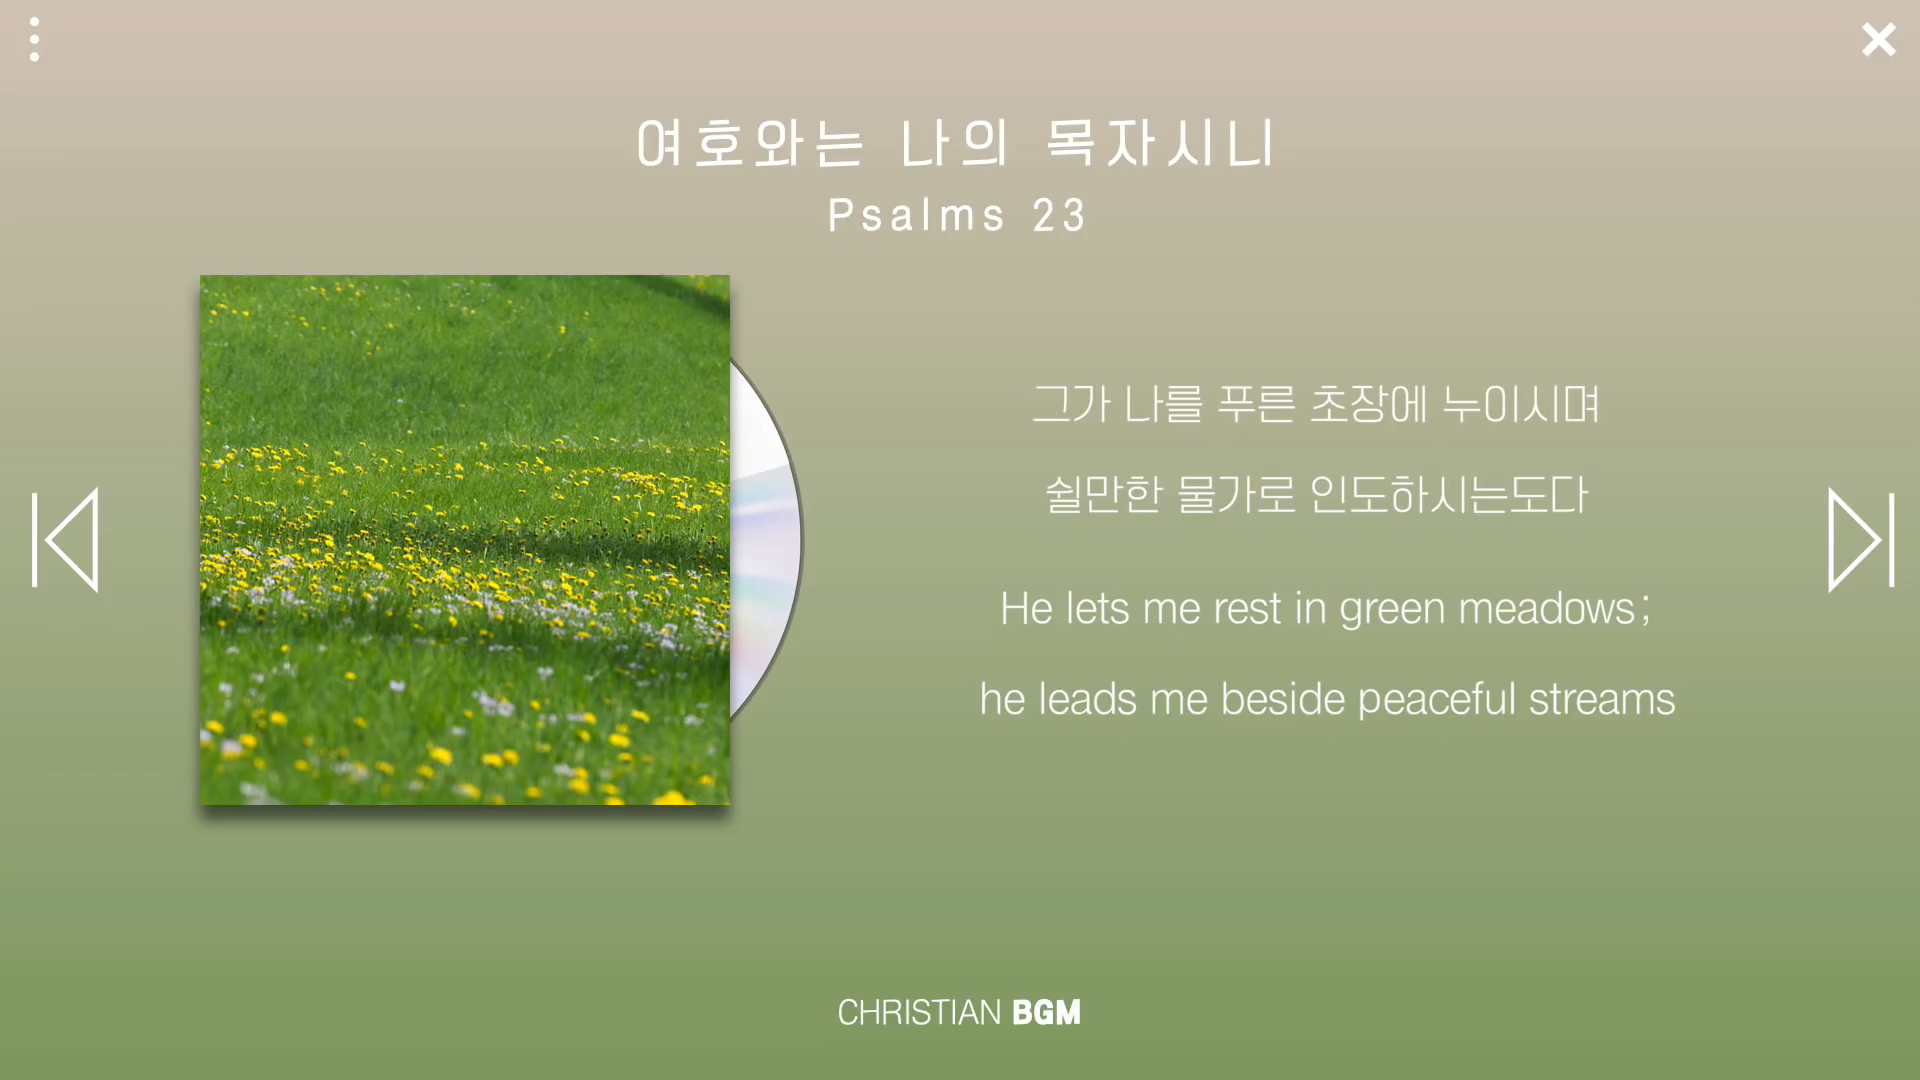 여호와는 나의 목자시니
Psalms 23
그가 나를 푸른 초장에 누이시며
쉴만한 물가로 인도하시는도다
He lets me rest in green meadows;
he leads me beside peaceful streams
CHRISTIAN BGM